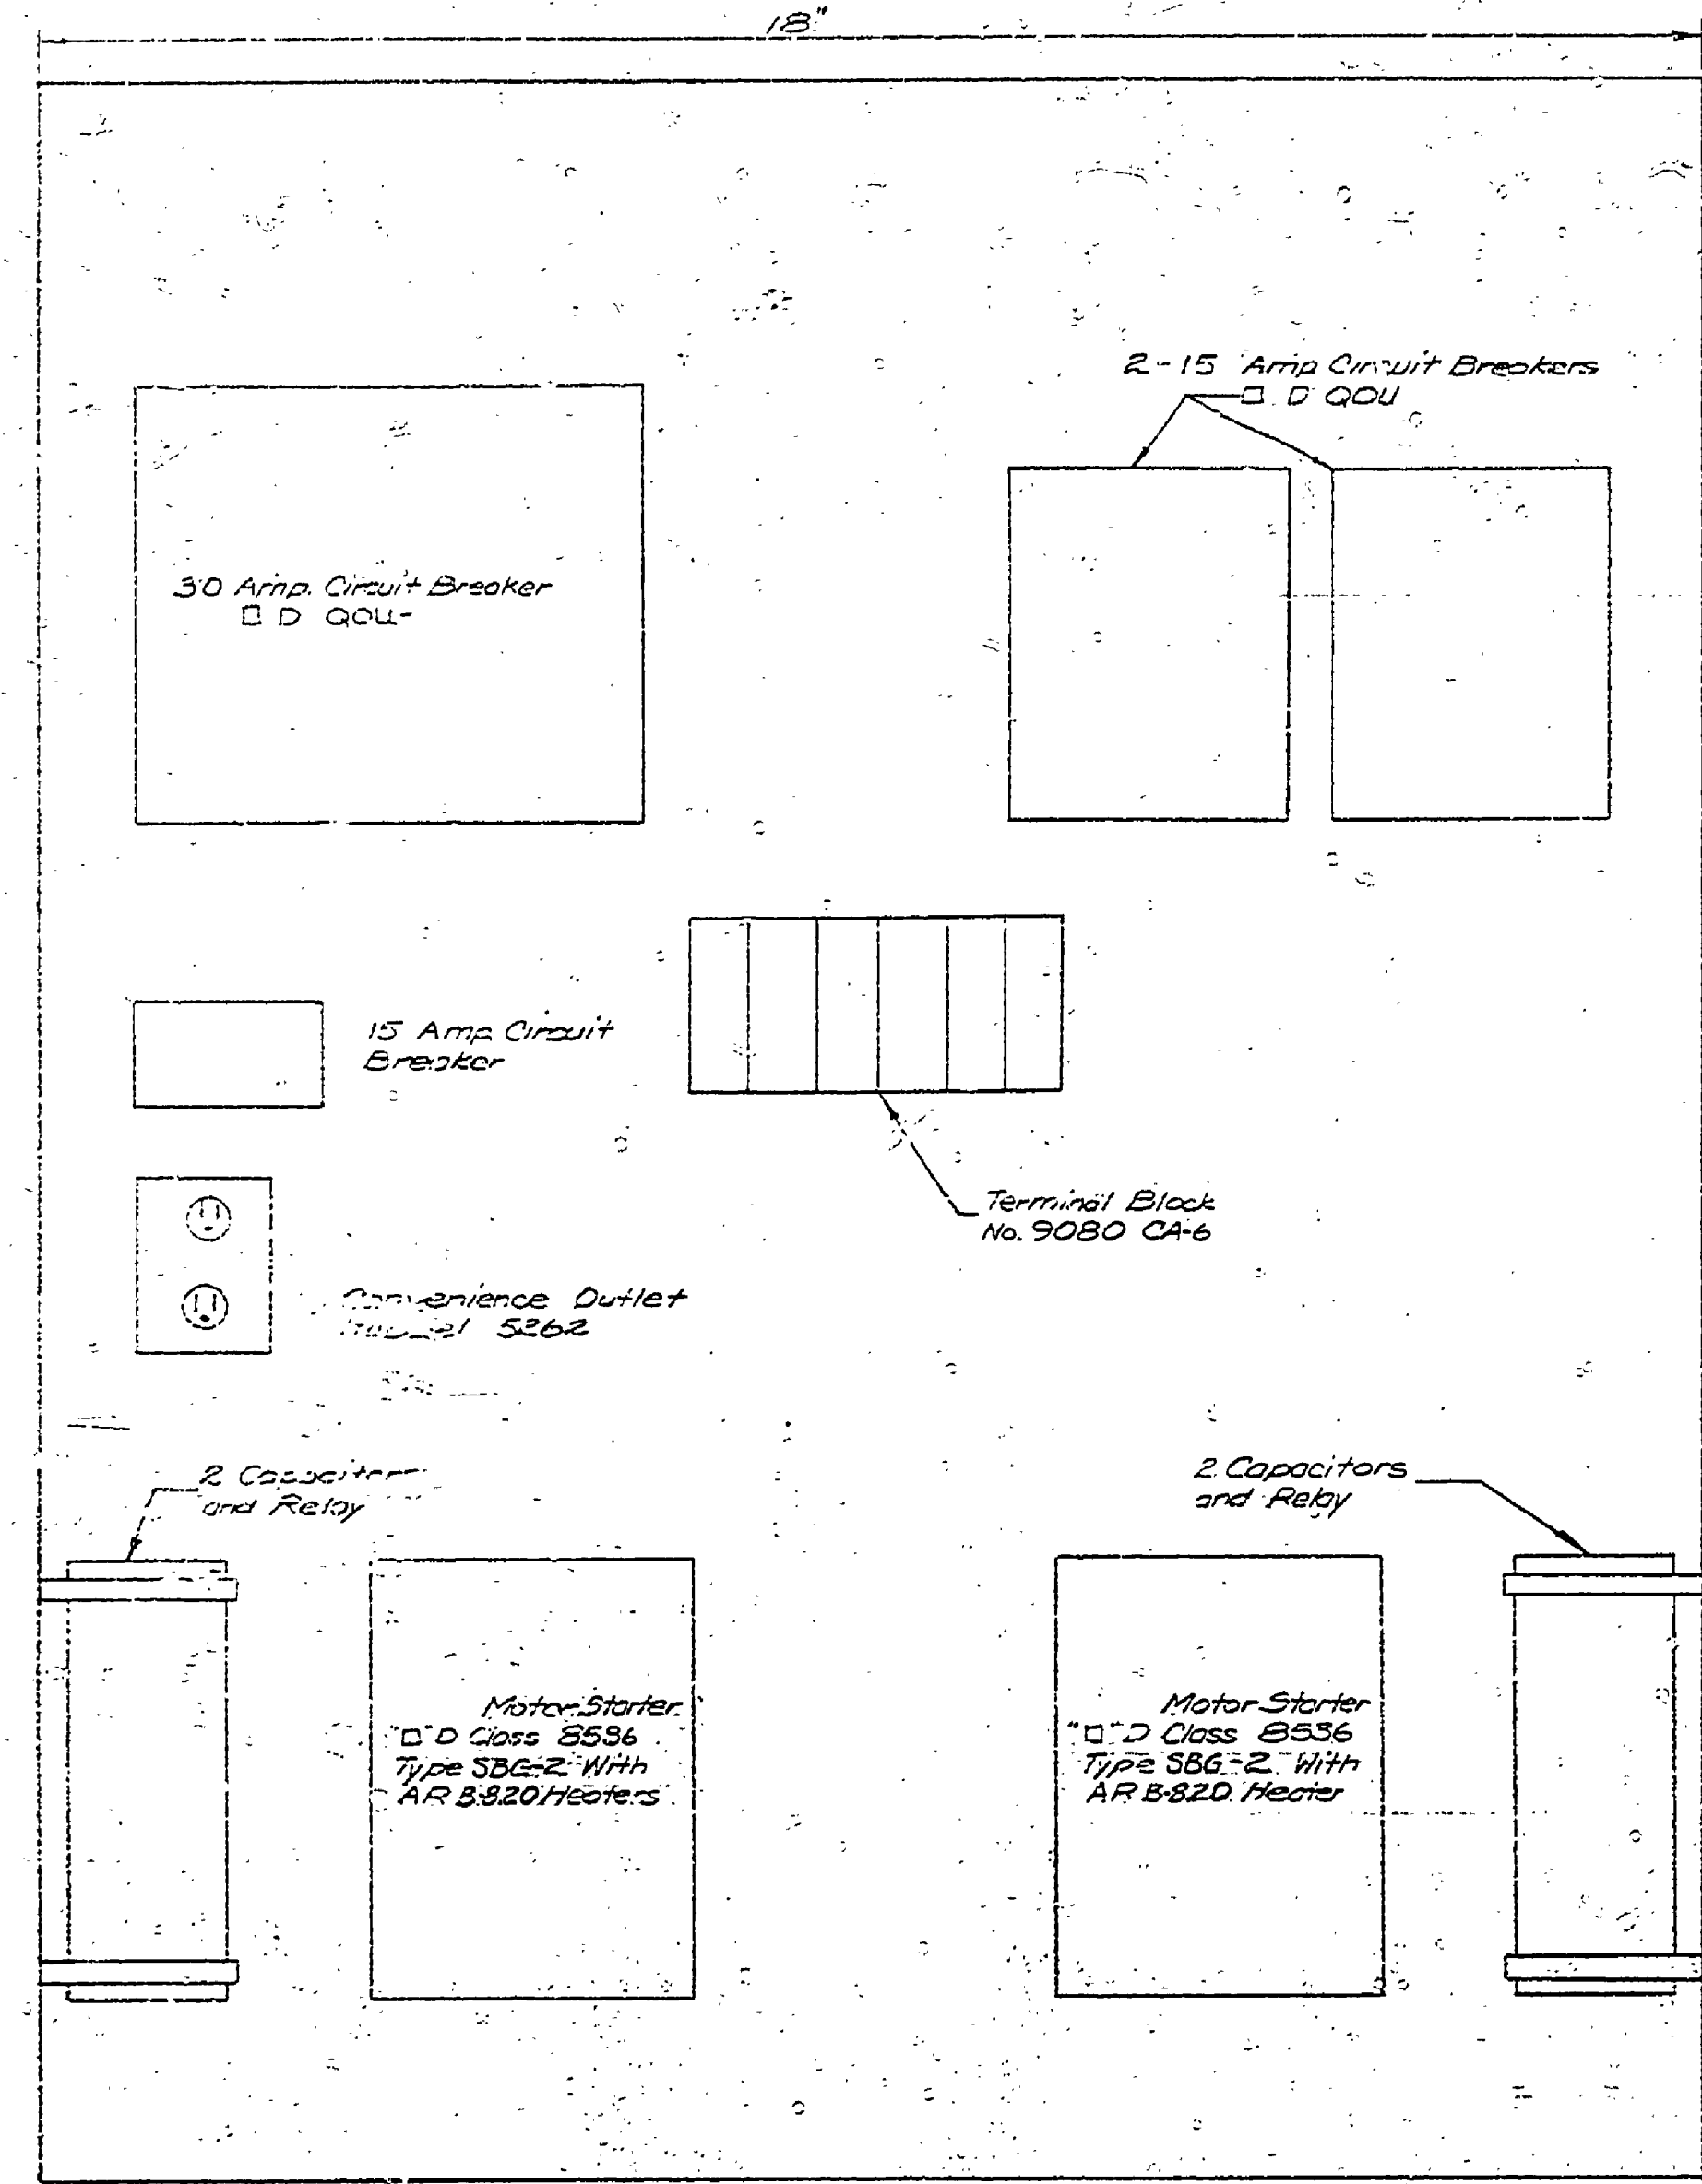 18"
2-15 Amp Circuit Breakers
□ D QOU
30 Amp. Circuit Breaker
□ D QOU-
15 Amp Circuit
Breaker
Terminal Block
No. 9080 CA-6
Convenience Outlet
5262
2 Capacitors
and Relay
2 Capacitors
and Relay
Motor Starter
"□" D Class 8536
Type SBG-2 With
AR B-8.20 Heaters
Motor Starter
"□" D Class 8536
Type SBG-2 With
AR B-8.20 Heater